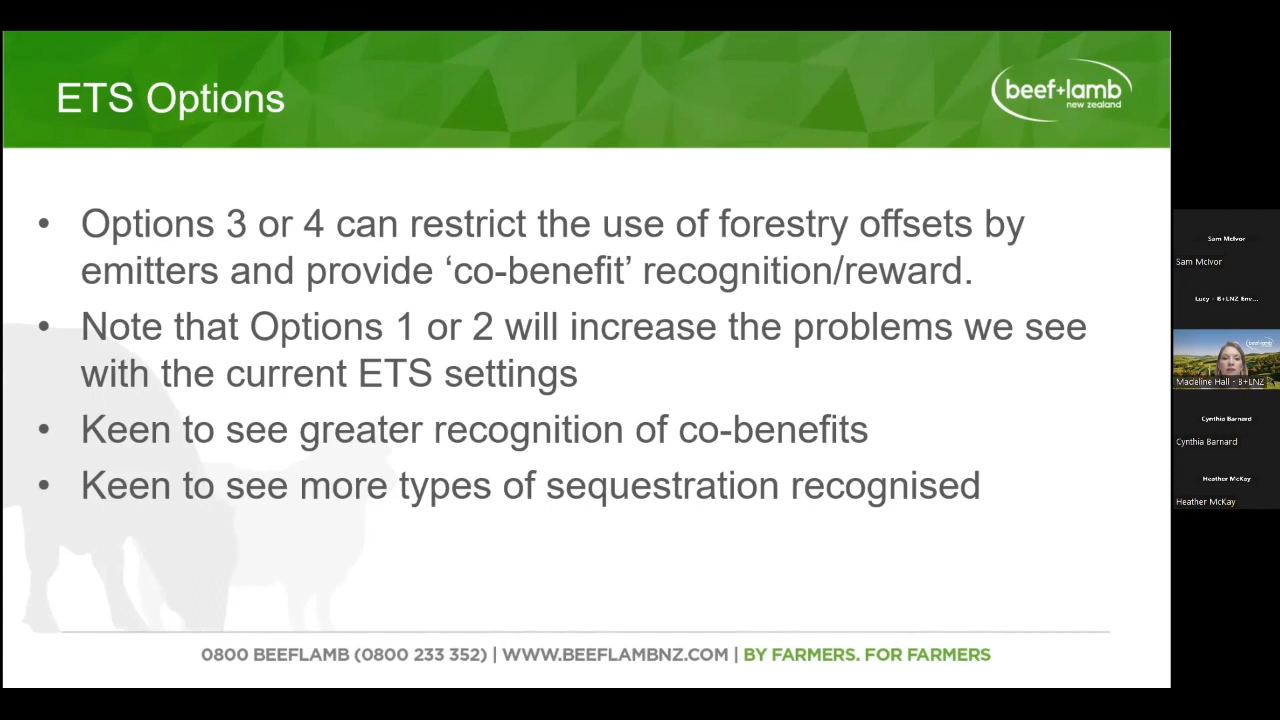 ETS Options
beef+lamb
new zealand
• Options 3 or 4 can restrict the use of forestry offsets by
emitters and provide ‘co-benefit’ recognition/reward.
• Note that Options 1 or 2 will increase the problems we see
with the current ETS settings
• Keen to see greater recognition of co-benefits
• Keen to see more types of sequestration recognised
0800 BEEFLAMB (0800 233 352) | WWW.BEEFLAMBNZ.COM | BY FARMERS. FOR FARMERS
Sam McIvor
Sam McIvor
Lucy - B+LNZ Env...
beef+lamb
Madeline Hall - B+LNZ
Cynthia Barnard
Cynthia Barnard
Heather McKay
Heather McKay